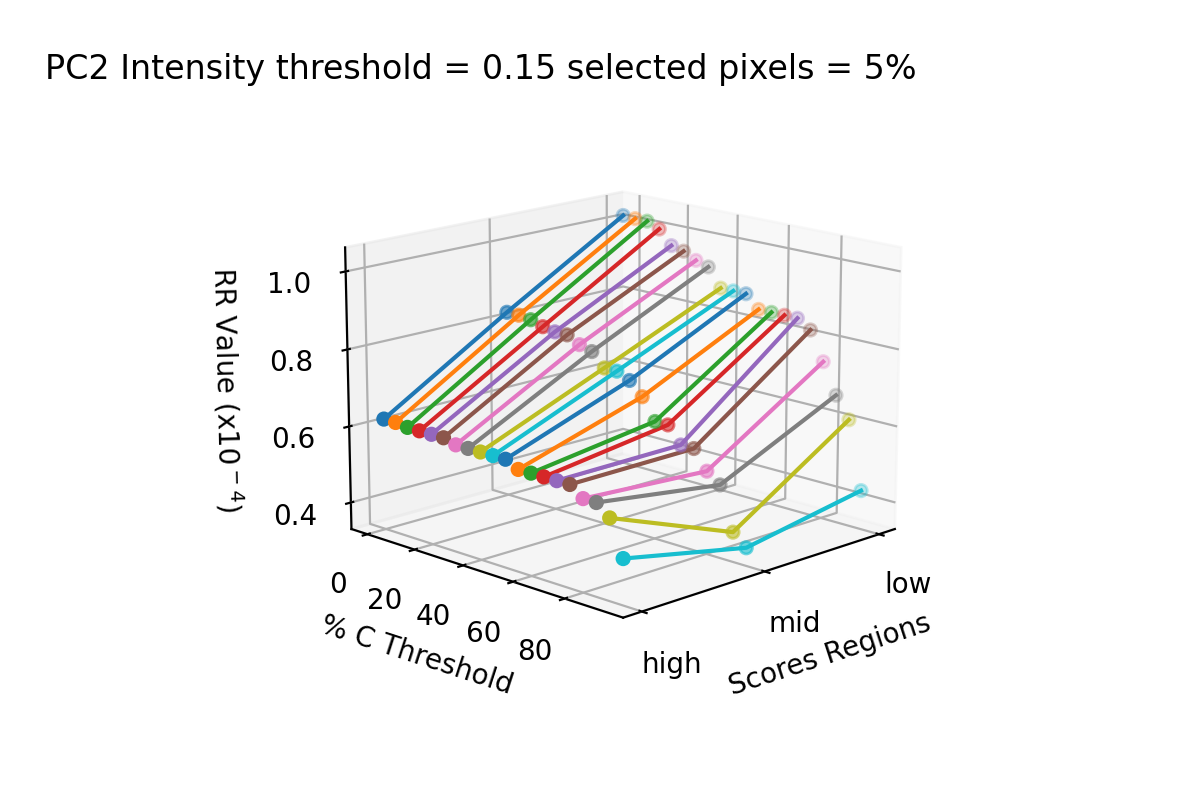 PC2 Intensity threshold = 0.15 selected pixels = 5%
RR Value (x10⁻⁴)
1.0
0.8
0.6
0.4
0
20
40
60
80
% C Threshold
high
mid
low
Scores Regions